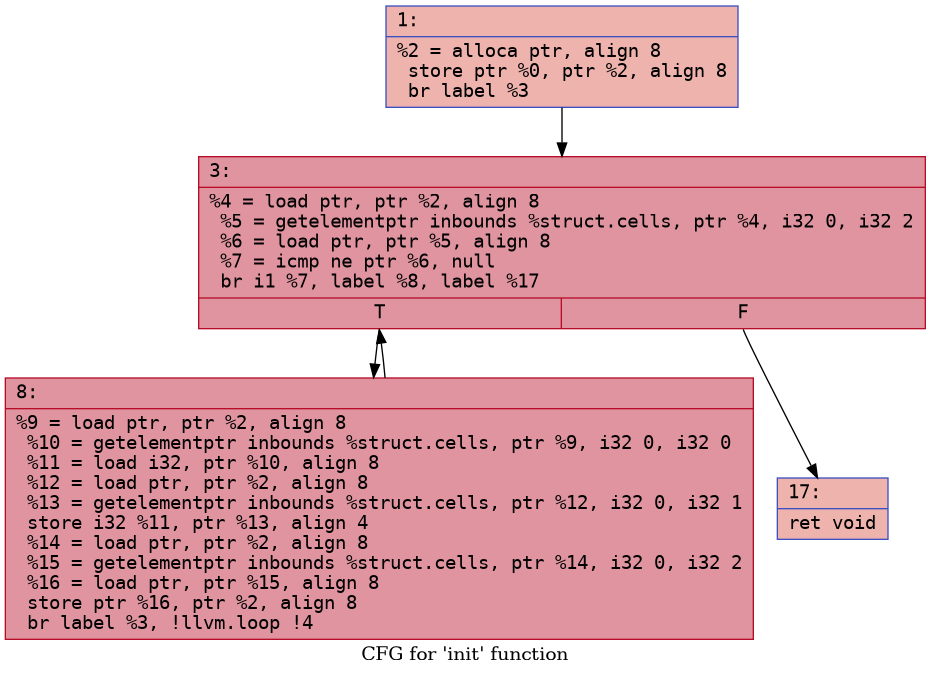 1:
%2 = alloca ptr, align 8
store ptr %0, ptr %2, align 8
br label %3
3:
%4 = load ptr, ptr %2, align 8
%5 = getelementptr inbounds %struct.cells, ptr %4, i32 0, i32 2
%6 = load ptr, ptr %5, align 8
%7 = icmp ne ptr %6, null
br i1 %7, label %8, label %17
T F
8:
%9 = load ptr, ptr %2, align 8
%10 = getelementptr inbounds %struct.cells, ptr %9, i32 0, i32 0
%11 = load i32, ptr %10, align 8
%12 = load ptr, ptr %2, align 8
%13 = getelementptr inbounds %struct.cells, ptr %12, i32 0, i32 1
store i32 %11, ptr %13, align 4
%14 = load ptr, ptr %2, align 8
%15 = getelementptr inbounds %struct.cells, ptr %14, i32 0, i32 2
%16 = load ptr, ptr %15, align 8
store ptr %16, ptr %2, align 8
br label %3, !llvm.loop !4
17:
ret void
CFG for 'init' function